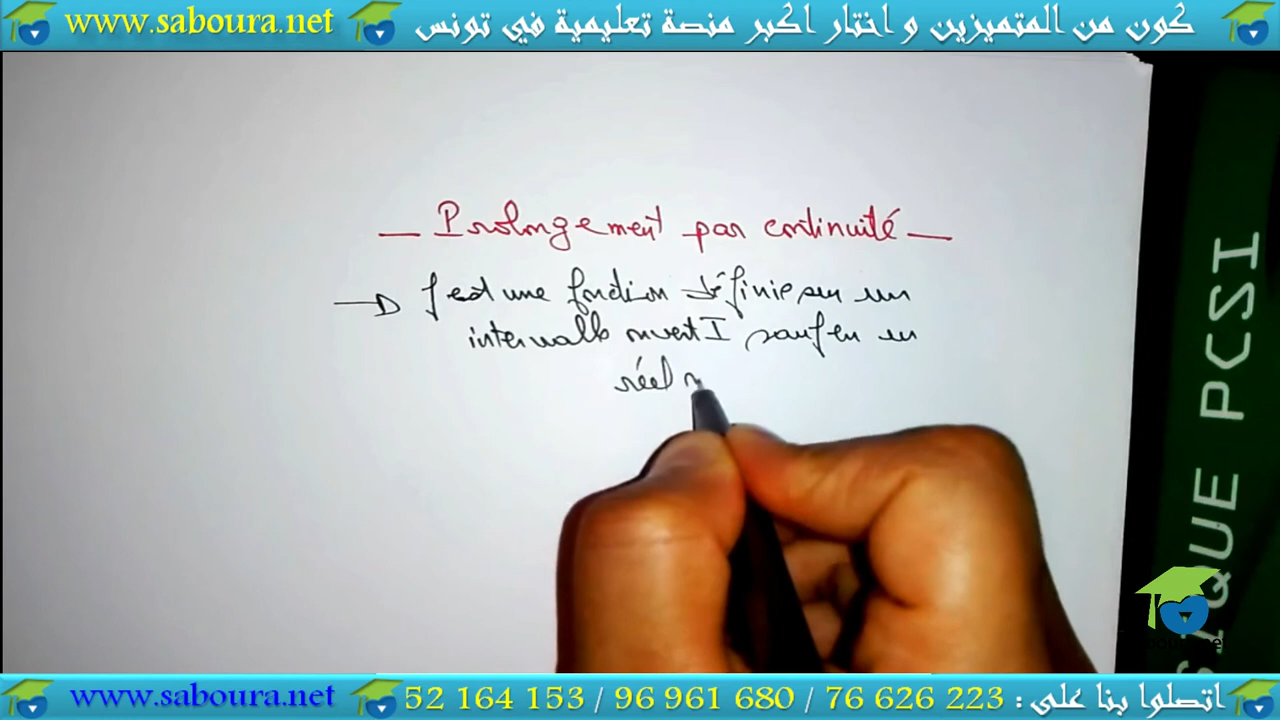 www.saboura.net كون من المتميزين و اختار اكبر منصة تعليمية في تونس
— Prolongement par continuité —
→ f est une fonction définie sur un
intervalle ouvert I sauf en un
réel
SIQUE PCSI
www.saboura.net 52 164 153 / 96 961 680 / 76 626 223 : اتصلوا بنا على